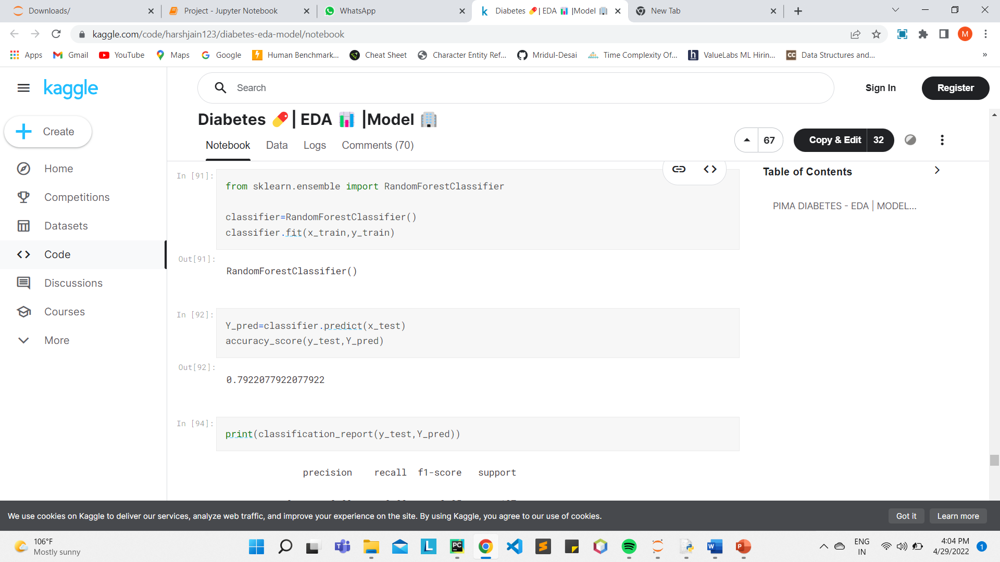 Downloads/
Project - Jupyter Notebook
WhatsApp
Diabetes | EDA |Model
New Tab
kaggle.com/code/harshjain123/diabetes-eda-model/notebook
M
Apps
Gmail
YouTube
Maps
Google
Human Benchmark...
Cheat Sheet
Character Entity Ref...
Mridul-Desai
Time Complexity Of...
ValueLabs ML Hirin...
Data Structures and...
»
kaggle
Search
Sign In
Register
Create
Home
Competitions
Datasets
Code
Discussions
Courses
More
Diabetes 💊| EDA 📊 |Model 🏢
Notebook
Data
Logs
Comments (70)
67
Copy & Edit
32
Table of Contents
PIMA DIABETES - EDA | MODEL...
In [91]:
from sklearn.ensemble import RandomForestClassifier
classifier=RandomForestClassifier()
classifier.fit(x_train,y_train)
Out[91]:
RandomForestClassifier()
In [92]:
Y_pred=classifier.predict(x_test)
accuracy_score(y_test,Y_pred)
Out[92]:
0.7922077922077922
In [94]:
print(classification_report(y_test,Y_pred))
precision recall f1-score support
We use cookies on Kaggle to deliver our services, analyze web traffic, and improve your experience on the site. By using Kaggle, you agree to our use of cookies.
Got it
Learn more
106°F
Mostly sunny
ENG
IN
4:04 PM
4/29/2022
1